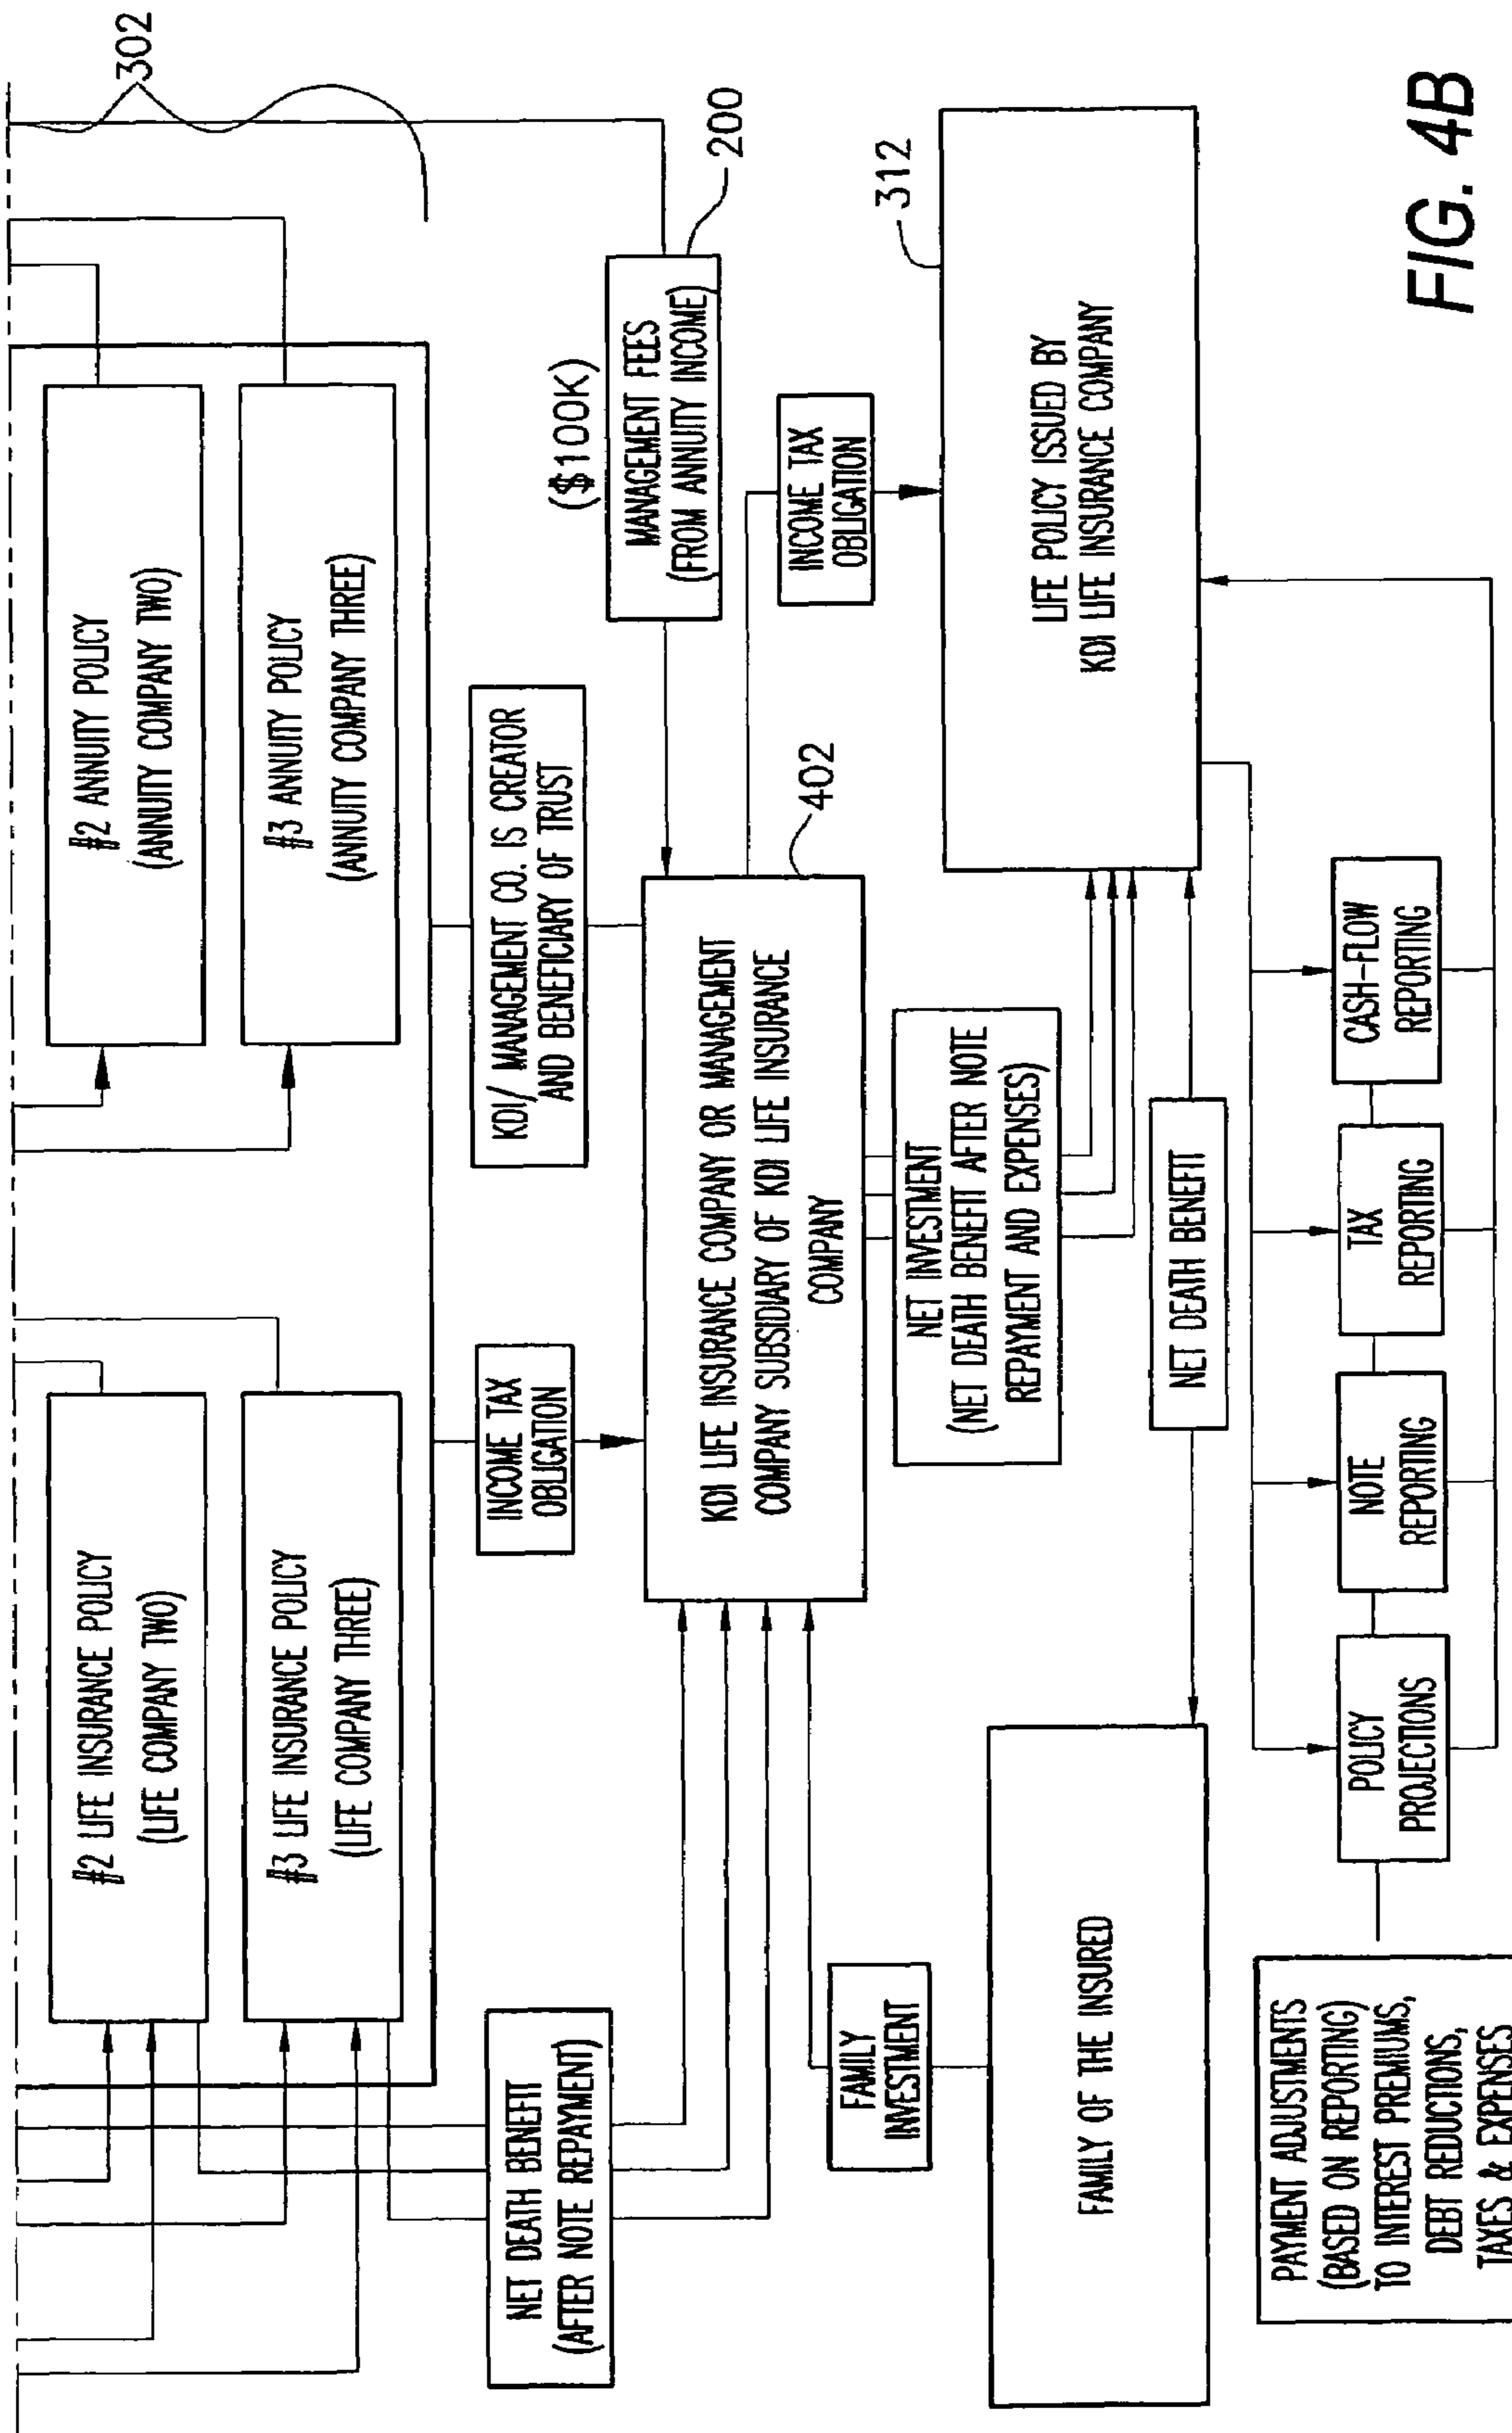 302
#2 LIFE INSURANCE POLICY
(LIFE COMPANY TWO)
#2 ANNUITY POLICY
(ANNUITY COMPANY TWO)
#3 LIFE INSURANCE POLICY
(LIFE COMPANY THREE)
#3 ANNUITY POLICY
(ANNUITY COMPANY THREE)
NET DEATH BENEFIT
(AFTER NOTE REPAYMENT)
INCOME TAX
OBLIGATION
KDI/ MANAGEMENT CO. IS CREATOR
AND BENEFICIARY OF TRUST
($100K)
MANAGEMENT FEES
(FROM ANNUITY INCOME)
200
KDI LIFE INSURANCE COMPANY OR MANAGEMENT
COMPANY SUBSIDIARY OF KDI LIFE INSURANCE
COMPANY
402
INCOME TAX
OBLIGATION
FAMILY
INVESTMENT
NET INVESTMENT
(NET DEATH BENEFIT AFTER NOTE
REPAYMENT AND EXPENSES)
312
FAMILY OF THE INSURED
LIFE POLICY ISSUED BY
KDI LIFE INSURANCE COMPANY
NET DEATH BENEFIT
PAYMENT ADJUSTMENTS
(BASED ON REPORTING)
TO INTEREST PREMIUMS,
DEBT REDUCTIONS,
TAXES & EXPENSES
POLICY
PROJECTIONS
NOTE
REPORTING
TAX
REPORTING
CASH-FLOW
REPORTING
FIG. 4B